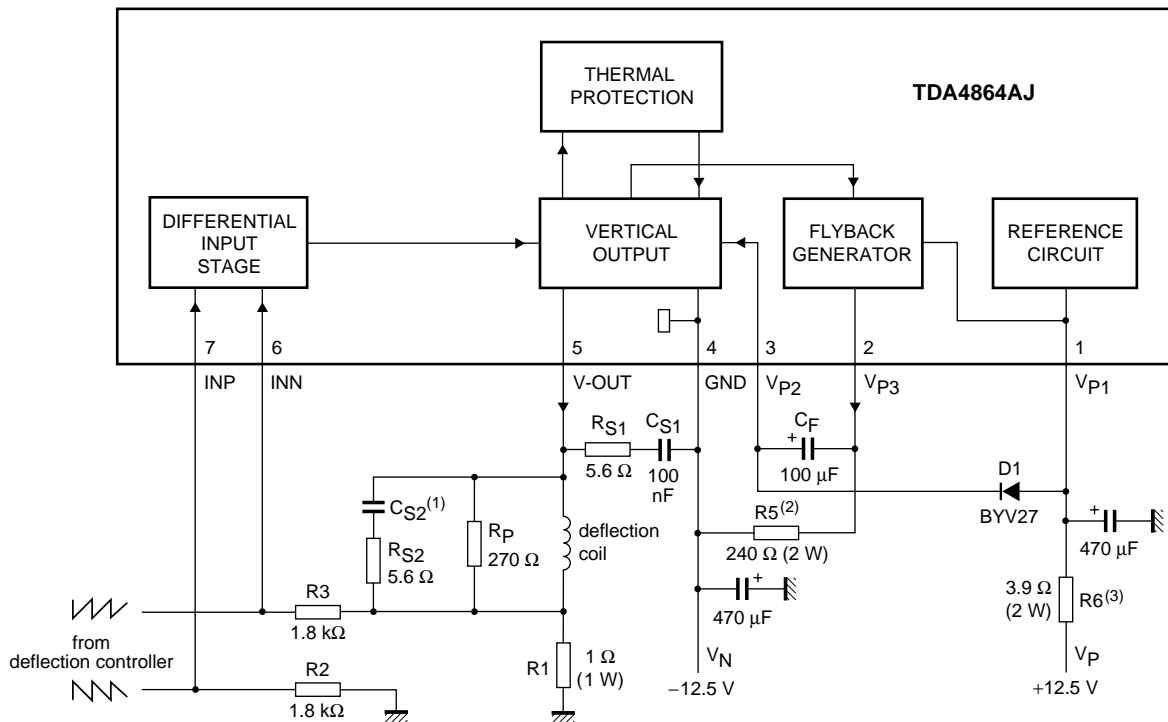 THERMAL
PROTECTION
TDA4864AJ
DIFFERENTIAL
INPUT
STAGE
VERTICAL
OUTPUT
FLYBACK
GENERATOR
REFERENCE
CIRCUIT
7 6 5 4 3 2 1
INP INN V-OUT GND VP2 VP3 VP1
RS1
5.6 Ω
CS1
100
nF
CF
+
100 µF
D1
BYV27
CS2(1)
RS2
5.6 Ω
RP
270 Ω
deflection
coil
R5(2)
240 Ω (2 W)
+
470 µF
+
470 µF
3.9 Ω
(2 W)
R6(3)
R3
1.8 kΩ
from
deflection controller
R2
1.8 kΩ
R1
1 Ω
(1 W)
VN
−12.5 V
VP
+12.5 V